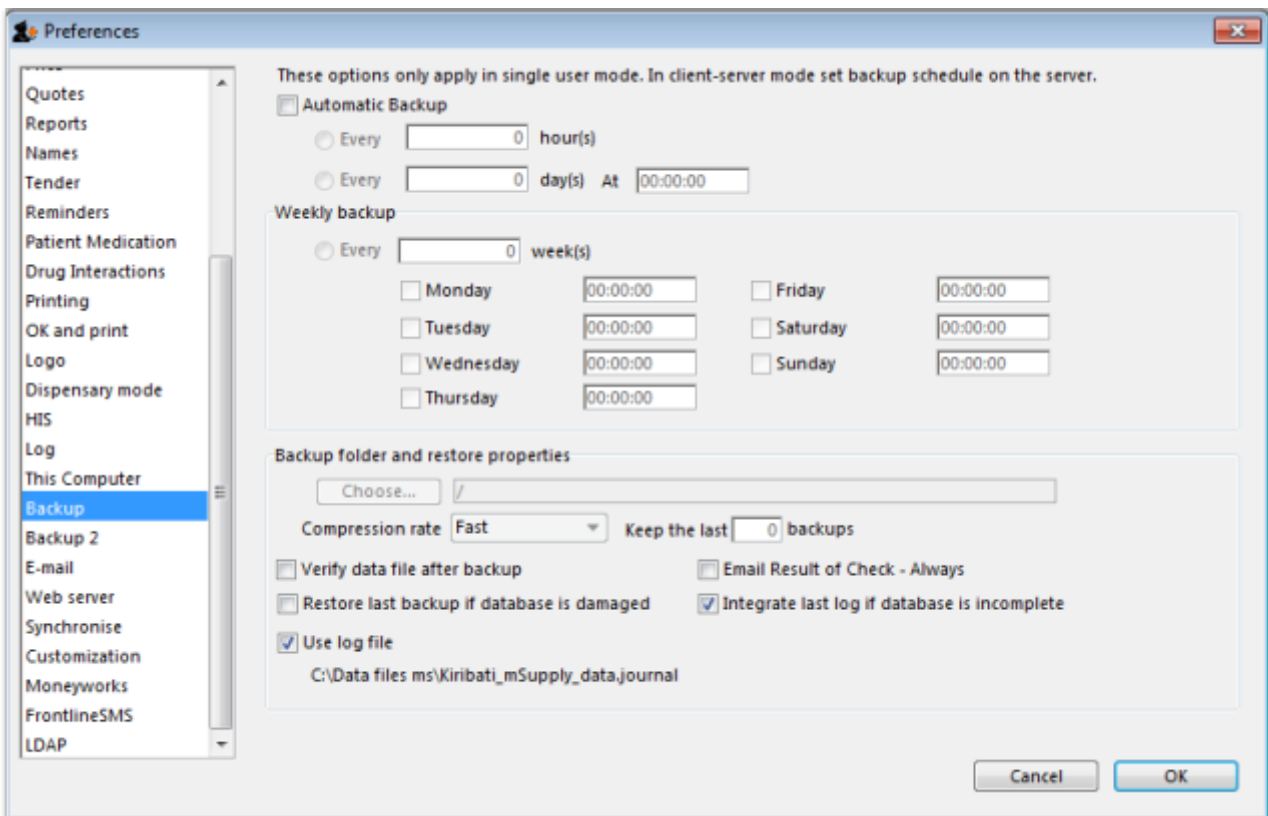 Preferences
Quotes
Reports
Names
Tender
Reminders
Patient Medication
Drug Interactions
Printing
OK and print
Logo
Dispensary mode
HIS
Log
This Computer
Backup
Backup 2
E-mail
Web server
Synchronise
Customization
Moneyworks
FrontlineSMS
LDAP
These options only apply in single user mode. In client-server mode set backup schedule on the server.
Automatic Backup
Every 0 hour(s)
Every 0 day(s) At 00:00:00
Weekly backup
Every 0 week(s)
Monday 00:00:00 Friday 00:00:00
Tuesday 00:00:00 Saturday 00:00:00
Wednesday 00:00:00 Sunday 00:00:00
Thursday 00:00:00
Backup folder and restore properties
Choose... /
Compression rate Fast Keep the last 0 backups
Verify data file after backup Email Result of Check - Always
Restore last backup if database is damaged Integrate last log if database is incomplete
Use log file
C:\Data files ms\Kiribati_mSupply_data.journal
Cancel OK